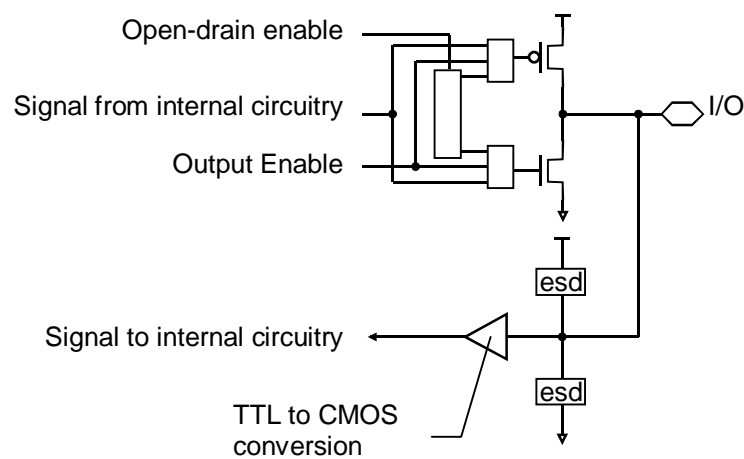 Open-drain enable
Signal from internal circuitry
I/O
Output Enable
esd
Signal to internal circuitry
esd
TTL to CMOS
conversion